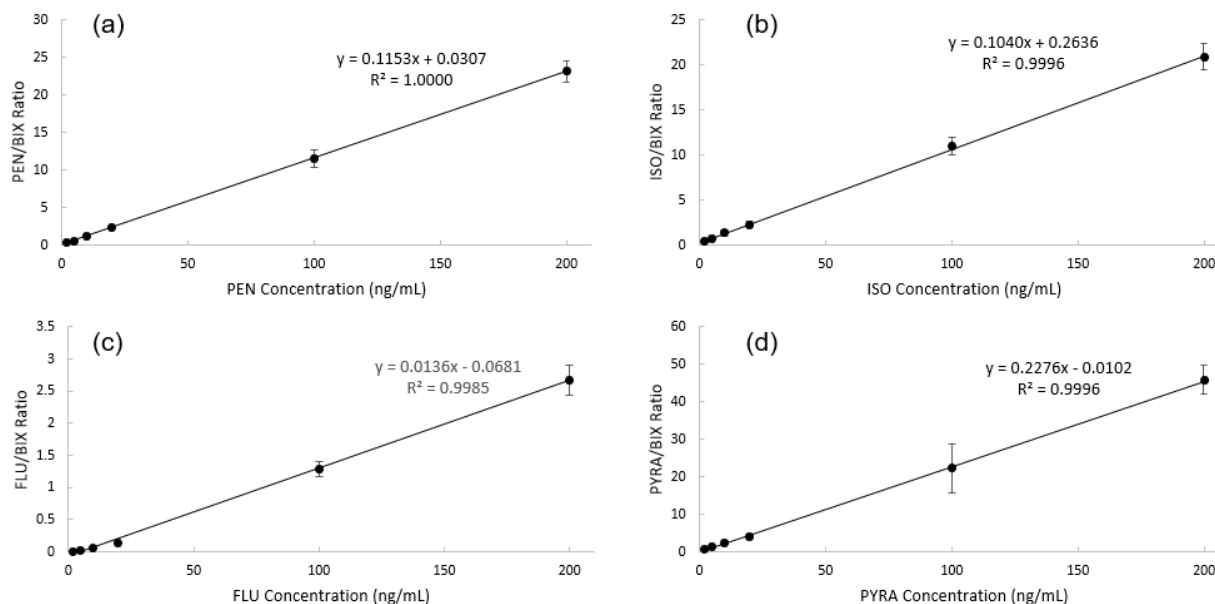 (a)
y = 0.1153x + 0.0307
R² = 1.0000
PEN/BIX Ratio
30
25
20
15
10
5
0
0 50 100 150 200
PEN Concentration (ng/mL)
(b)
y = 0.1040x + 0.2636
R² = 0.9996
ISO/BIX Ratio
25
20
15
10
5
0
0 50 100 150 200
ISO Concentration (ng/mL)
(c)
y = 0.0136x - 0.0681
R² = 0.9985
FLU/BIX Ratio
3.5
3
2.5
2
1.5
1
0.5
0
0 50 100 150 200
FLU Concentration (ng/mL)
(d)
y = 0.2276x - 0.0102
R² = 0.9996
PYRA/BIX Ratio
60
50
40
30
20
10
0
0 50 100 150 200
PYRA Concentration (ng/mL)